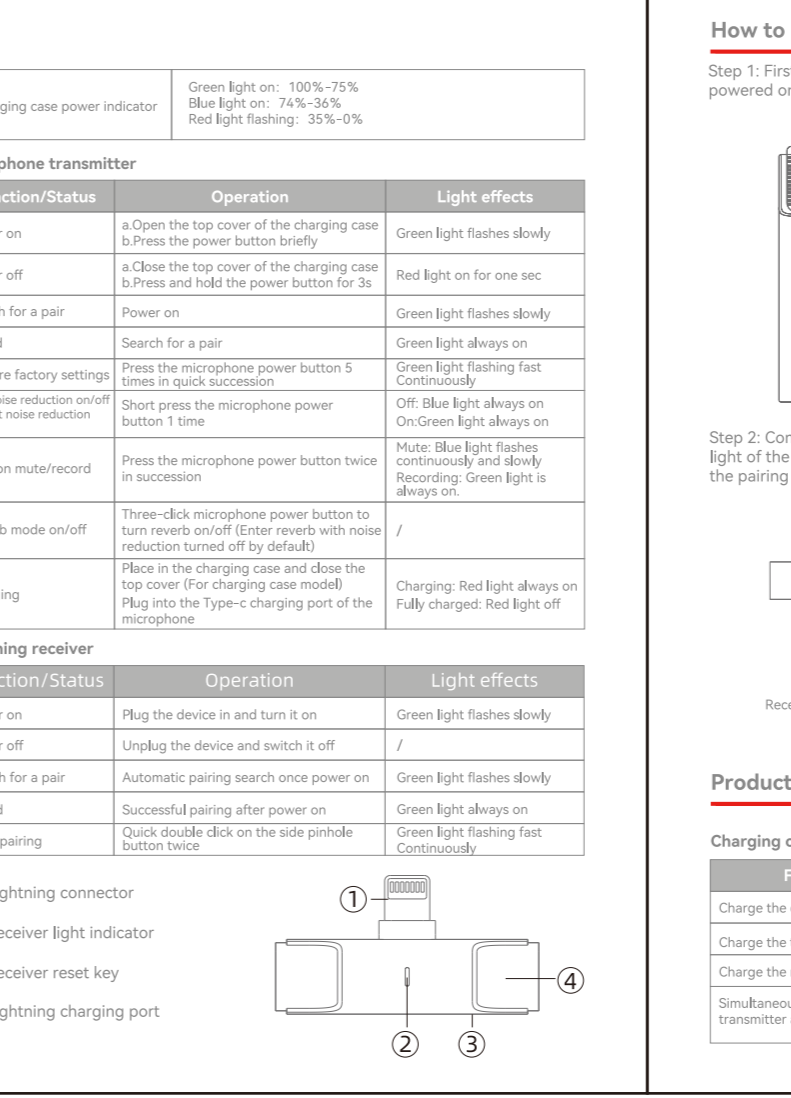 ging case power indicator
Green light on: 100%-75%
Blue light on: 74%-36%
Red light flashing: 35%-0%
phone transmitter
ction/Status Operation Light effects
r on
a.Open the top cover of the charging case
b.Press the power button briefly
Green light flashes slowly
r off
a.Close the top cover of the charging case
b.Press and hold the power button for 3s
Red light on for one sec
h for a pair Power on Green light flashes slowly
d Search for a pair Green light always on
re factory settings
Press the microphone power button 5
times in quick succession
Green light flashing fast
Continuously
oise reduction on/off
t noise reduction
Short press the microphone power
button 1 time
Off: Blue light always on
On:Green light always on
on mute/record
Press the microphone power button twice
in succession
Mute: Blue light flashes
continuously and slowly
Recording: Green light is
always on.
b mode on/off
Three-click microphone power button to
turn reverb on/off (Enter reverb with noise
reduction turned off by default)
/
ing
Place in the charging case and close the
top cover (For charging case model)
Plug into the Type-c charging port of the
microphone
Charging: Red light always on
Fully charged: Red light off
ning receiver
ction/Status Operation Light effects
r on Plug the device in and turn it on Green light flashes slowly
r off Unplug the device and switch it off /
h for a pair Automatic pairing search once power on Green light flashes slowly
d Successful pairing after power on Green light always on
pairing
Quick double click on the side pinhole
button twice
Green light flashing fast
Continuously
ghtning connector
eceiver light indicator
eceiver reset key
ghtning charging port
①
②
③
④
How to
Step 1: Firs
powered or
Step 2: Con
light of the
the pairing
Rece
Product
Charging c
F
Charge the
Charge the
Charge the
Simultaneou
transmitter